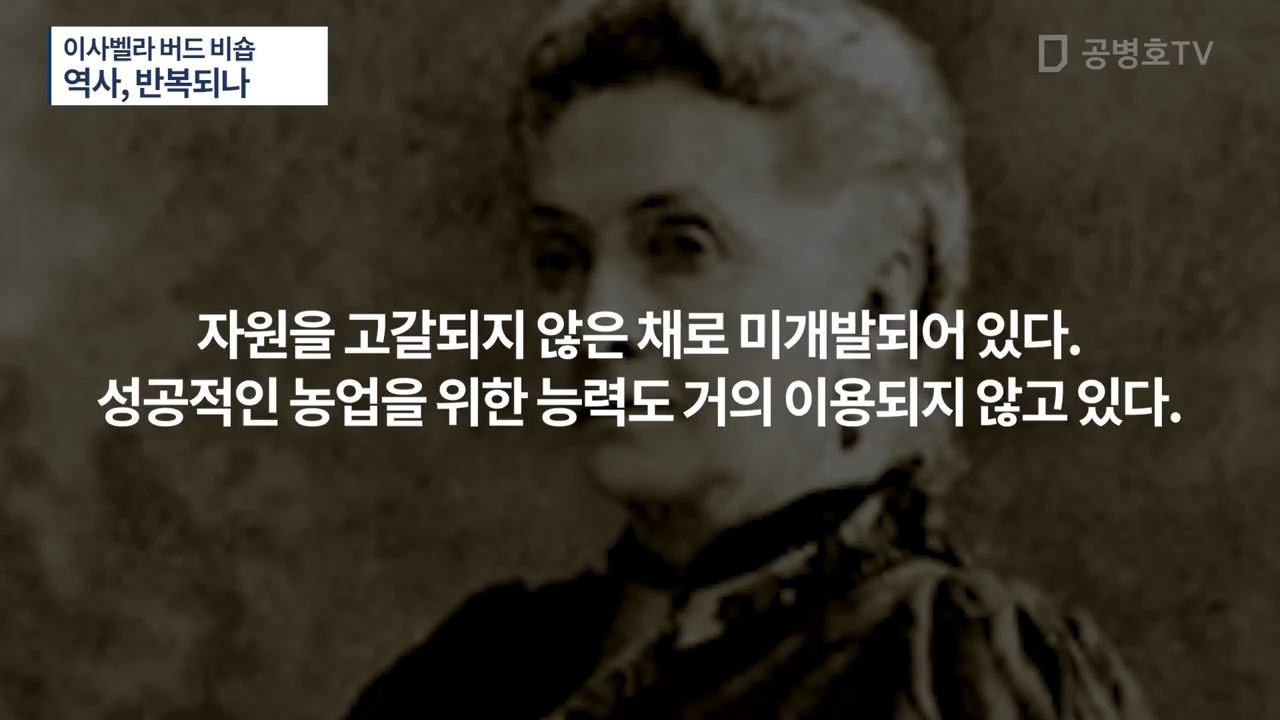 이사벨라 버드 비숍
역사, 반복되나
공병호TV
자원을 고갈되지 않은 채로 미개발되어 있다.
성공적인 농업을 위한 능력도 거의 이용되지 않고 있다.